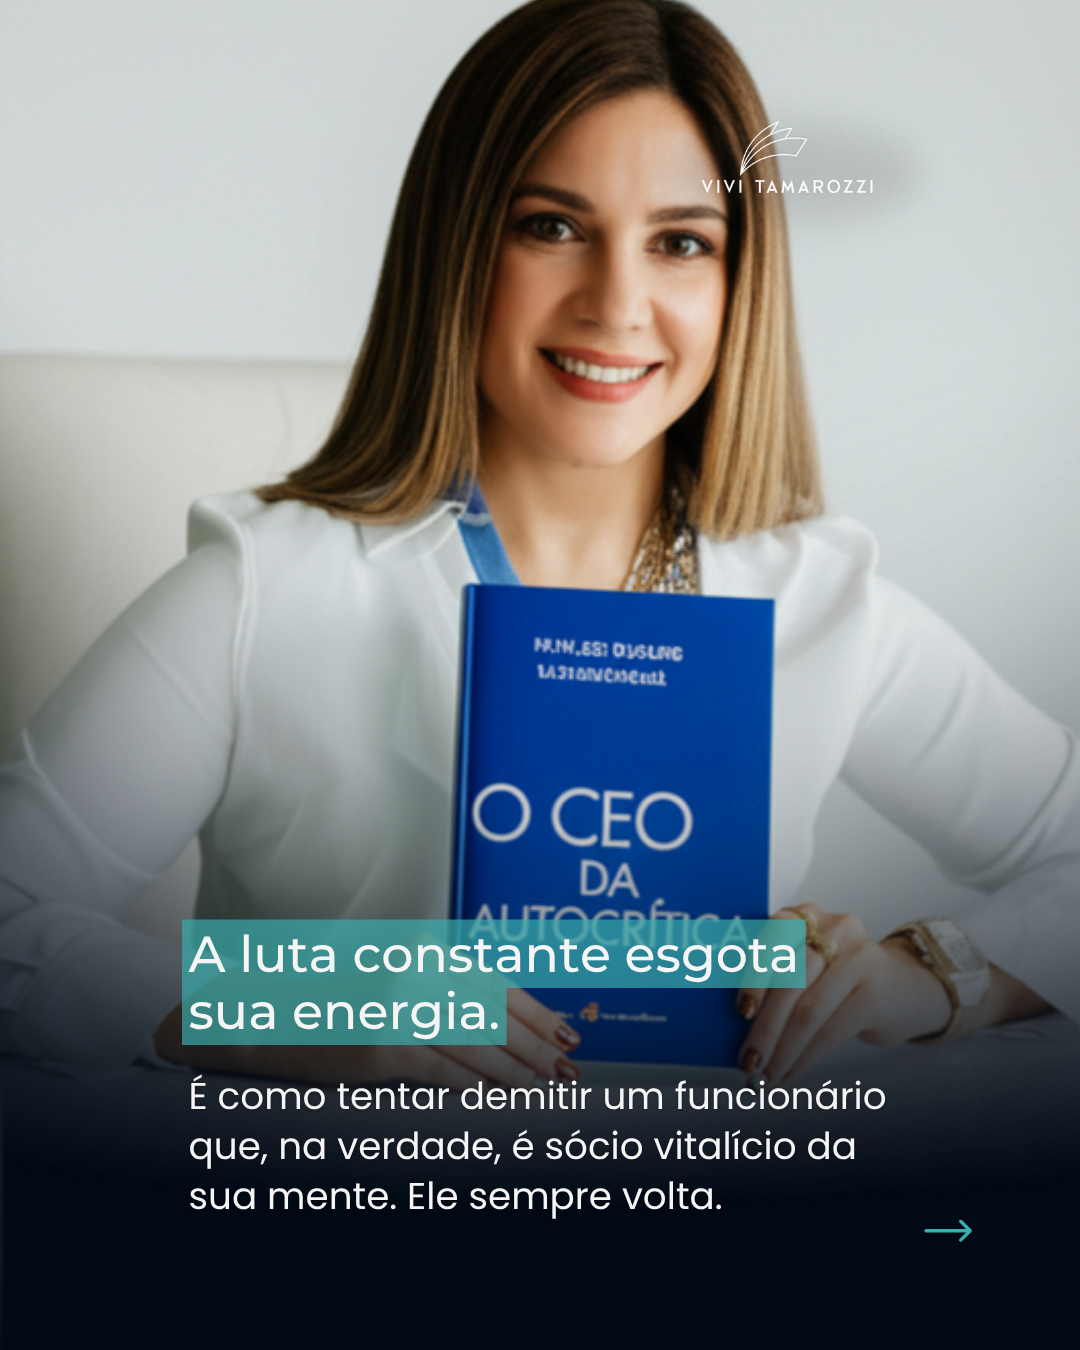 VIVI TAMAROZZI
O CEO
DA
AUTOCRÍTICA
A luta constante esgota
sua energia.
É como tentar demitir um funcionário
que, na verdade, é sócio vitalício da
sua mente. Ele sempre volta.